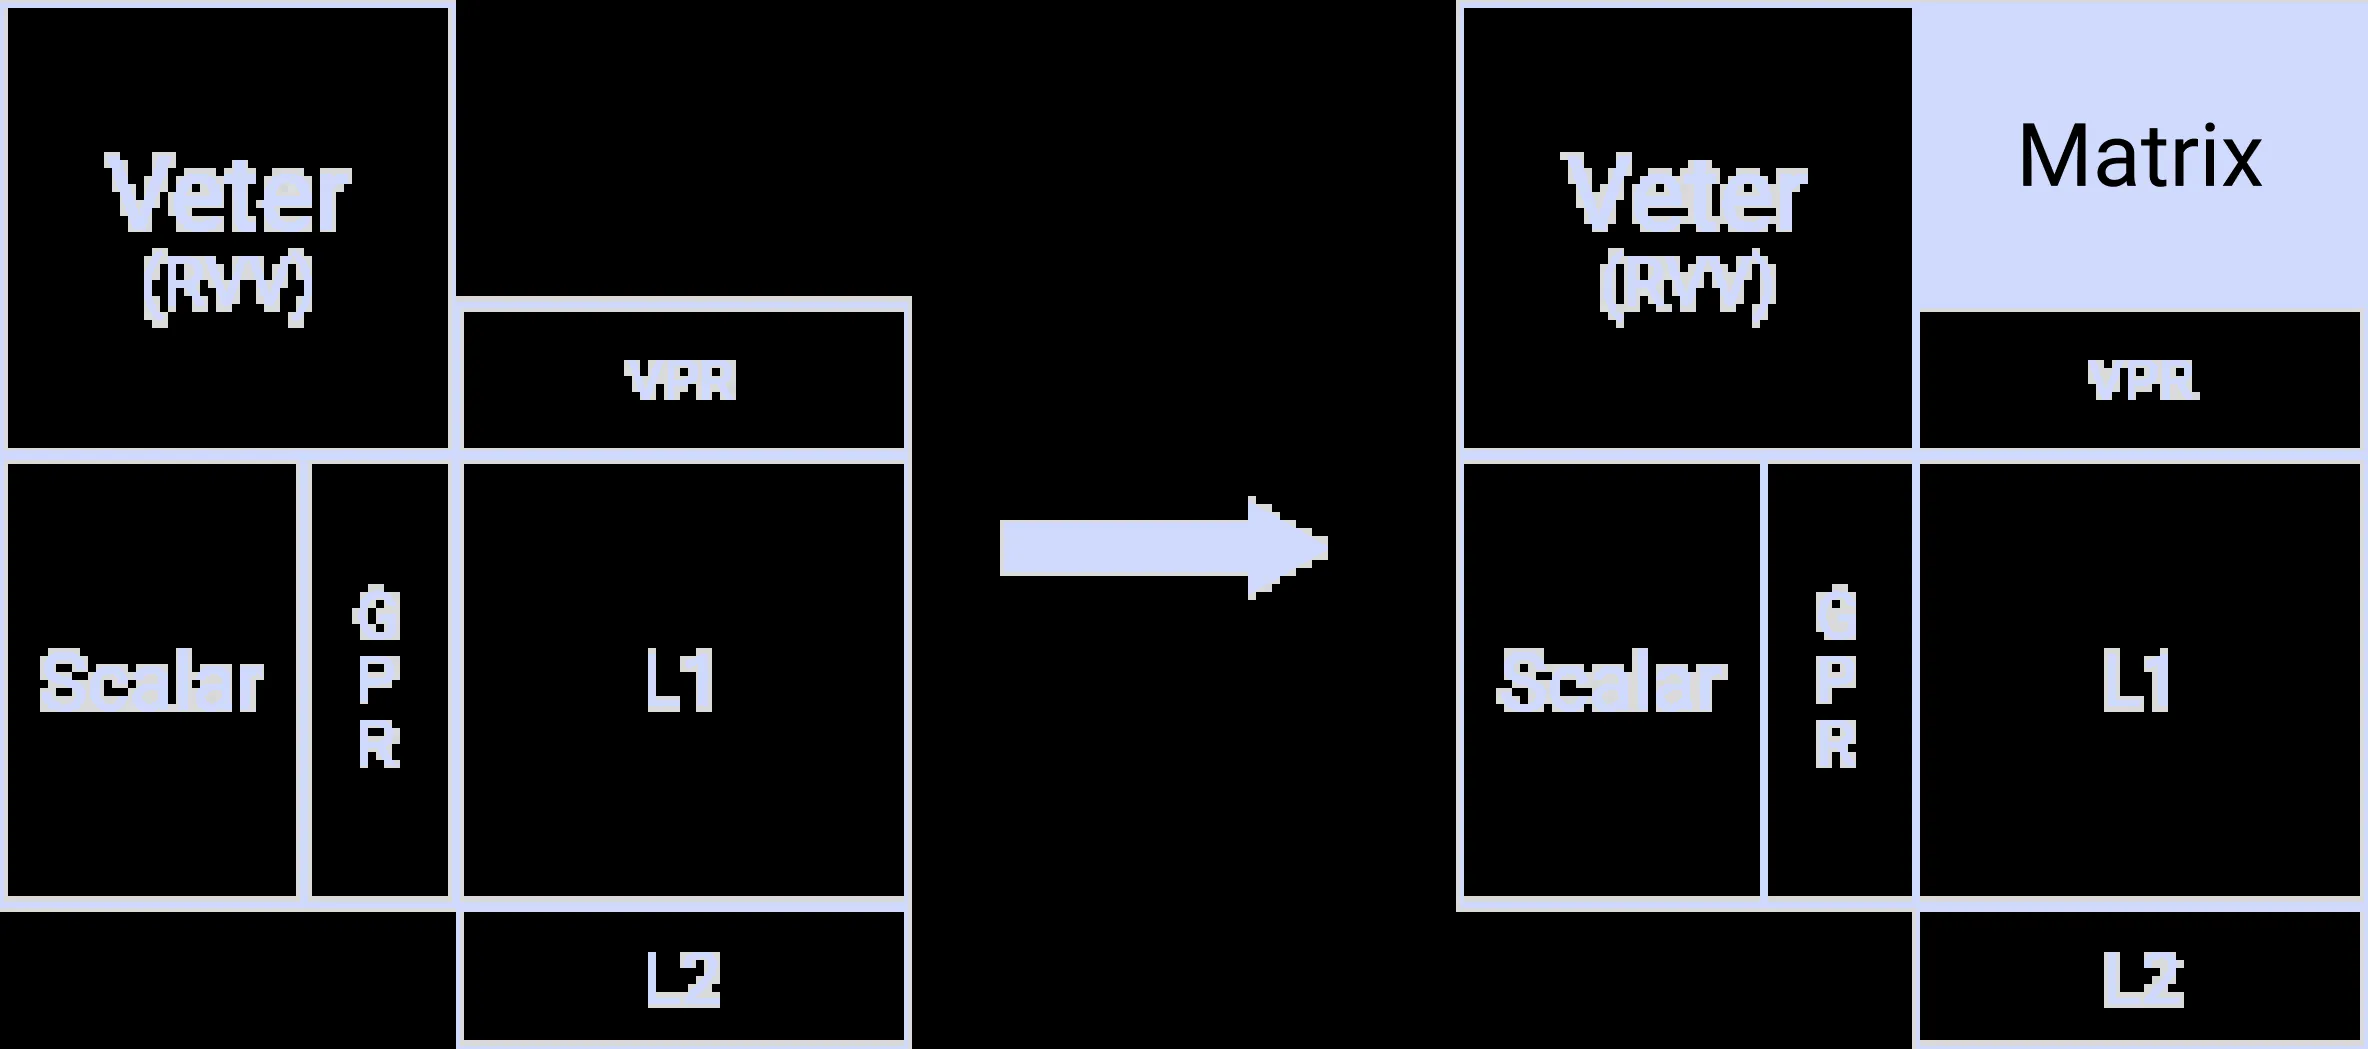 Veter
(RVV)
VPR
Scalar
G
P
R
L1
L2
Veter
(RVV)
Matrix
VPR
Scalar
G
P
R
L1
L2